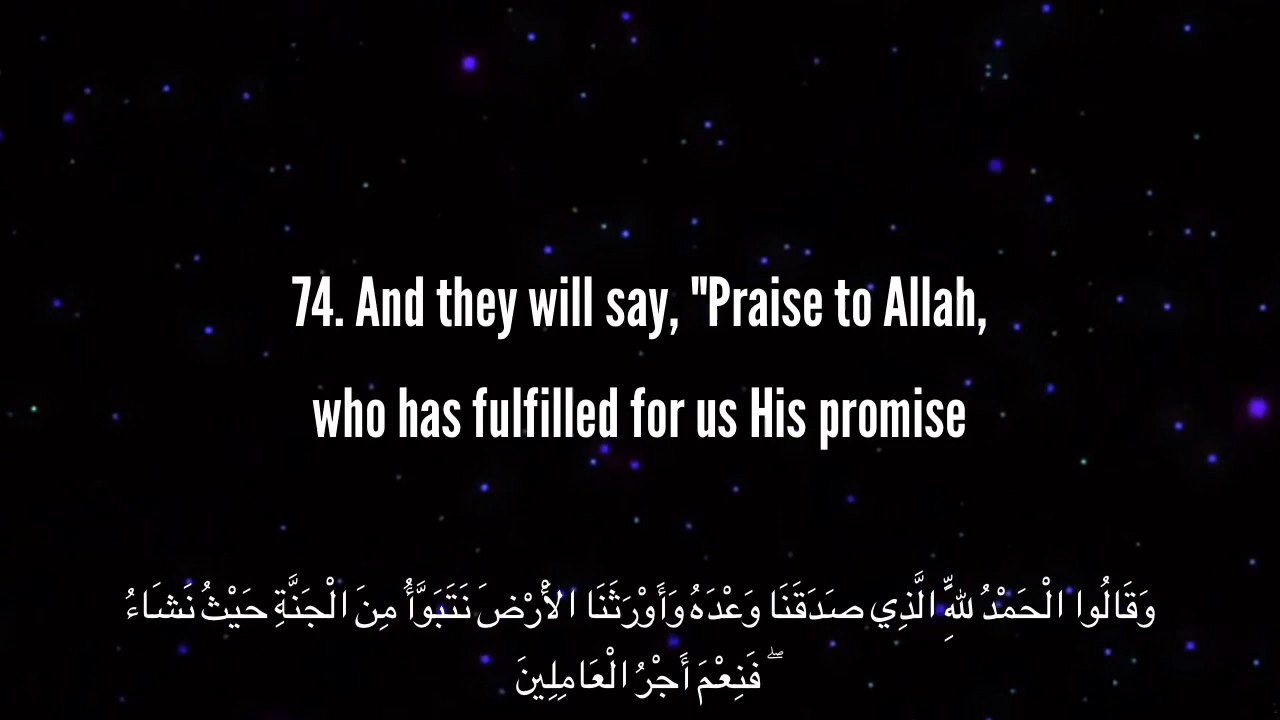 74. And they will say, "Praise to Allah,
who has fulfilled for us His promise
وَقَالُوا الْحَمْدُ لِلَّهِ الَّذِي صَدَقَنَا وَعْدَهُ وَأَوْرَثَنَا الْأَرْضَ نَتَبَوَّأُ مِنَ الْجَنَّةِ حَيْثُ نَشَاءُ
ۖ فَنِعْمَ أَجْرُ الْعَامِلِينَ